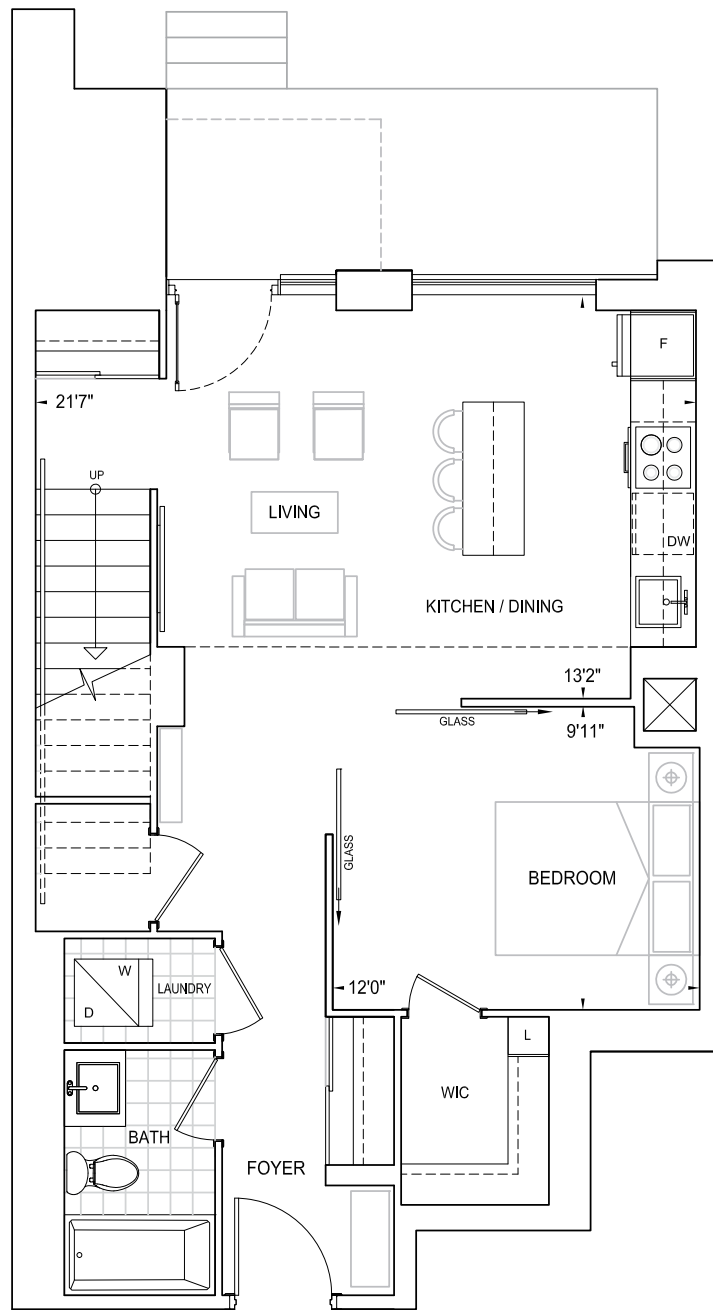 F
21'7"
UP
LIVING
DW
KITCHEN / DINING
13'2"
GLASS
9'11"
GLASS
BEDROOM
W
LAUNDRY
D
12'0"
L
WIC
BATH
FOYER